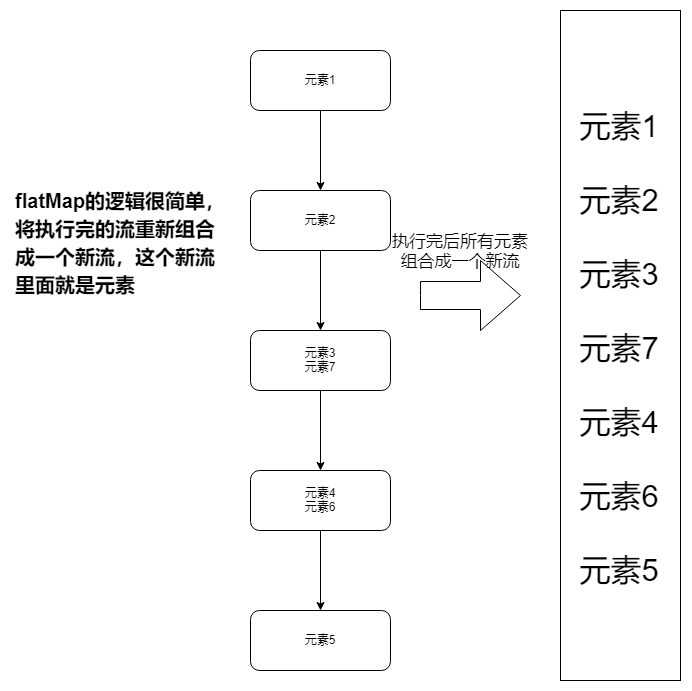 flatMap的逻辑很简单，
将执行完的流重新组合
成一个新流，这个新流
里面就是元素
元素1
元素2
元素3
元素7
元素4
元素6
元素5
执行完后所有元素
组合成一个新流
元素1
元素2
元素3
元素7
元素4
元素6
元素5